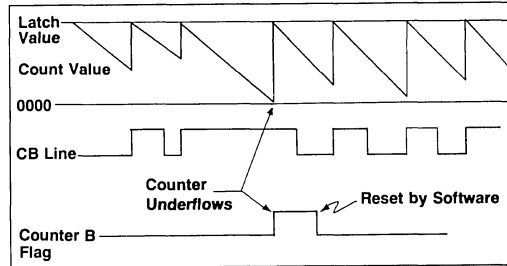 Latch
Value
Count Value
0000
CB Line
Counter
Underflows
Reset by Software
Counter B
Flag